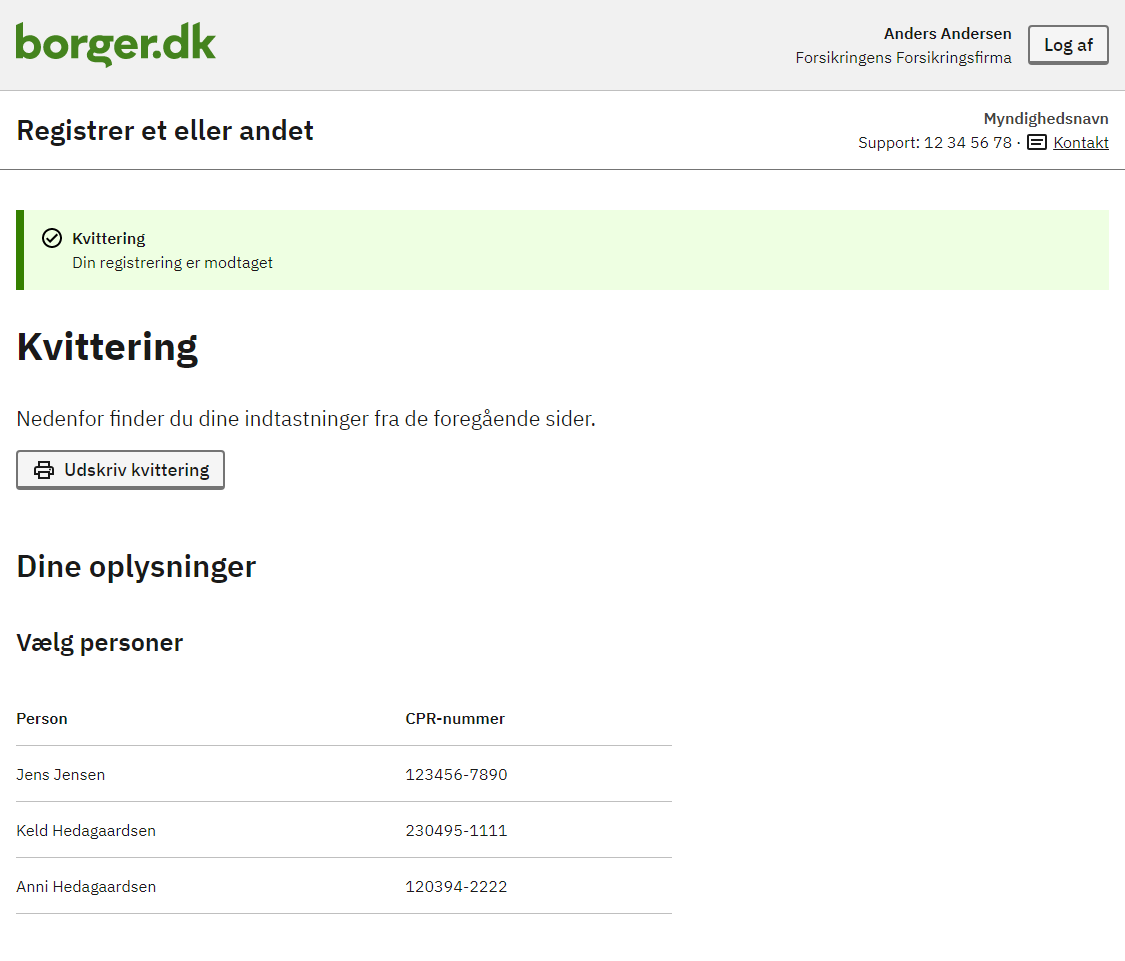 borger.dk
Anders Andersen
Forsikringens Forsikringsfirma
Log af
Registrer et eller andet
Myndighedsnavn
Support: 12 34 56 78 · Kontakt
Kvittering
Din registrering er modtaget
Kvittering
Nedenfor finder du dine indtastninger fra de foregående sider.
Udskriv kvittering
Dine oplysninger
Vælg personer
Person CPR-nummer
Jens Jensen 123456-7890
Keld Hedagaardsen 230495-1111
Anni Hedagaardsen 120394-2222